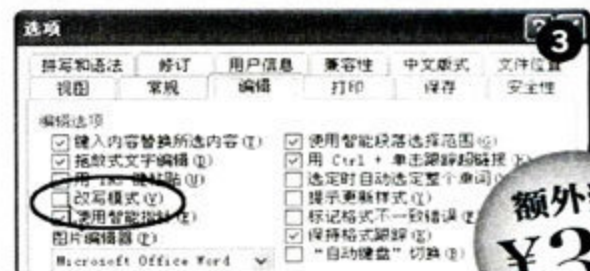 选项
3
拼写和语法 修订 用户信息 兼容性 中文版式 文件位置
视图 常规 编辑 打印 保存 安全性
编辑选项
键入内容替换所选内容(T) 使用智能段落选择范围(G)
拖放式文字编辑(D) 用 Ctrl + 单击跟踪超链接(H)
用 INS 键粘贴(U) 选定时自动选定整个单词
改写模式(V) 提示更新样式(Y)
使用智能指针(E) 标记格式不一致错误
图片编辑器(P): 保持格式跟踪(R)
Microsoft Office Word "自动键盘"切换(B)
额外
¥3